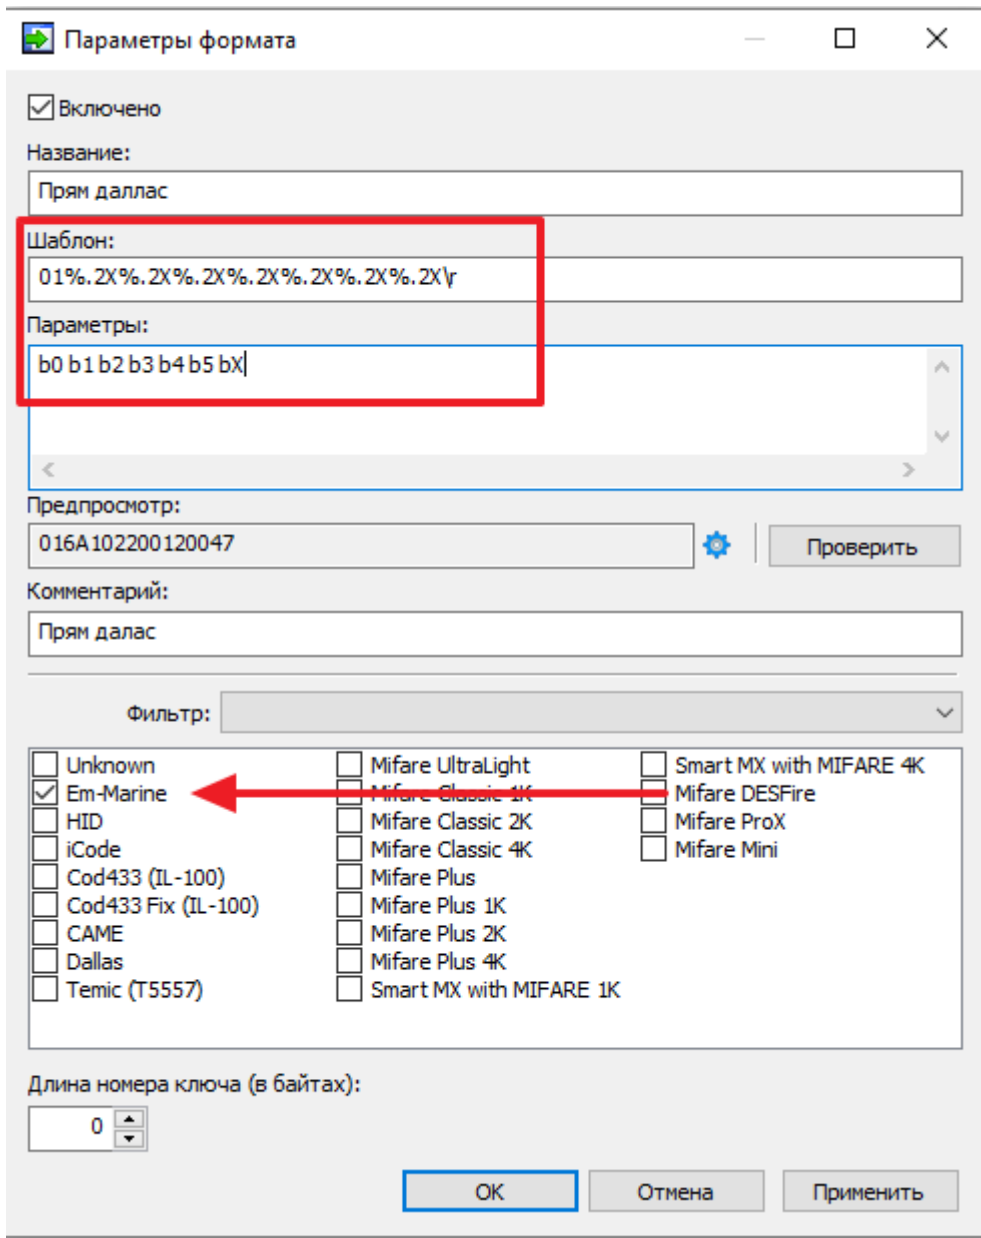 Параметры формата
Включено
Название:
Прям даллас
Шаблон:
01%.2X%.2X%.2X%.2X%.2X%.2X%.2X\r
Параметры:
b0 b1 b2 b3 b4 b5 bX
Предпросмотр:
016A102200120047
Проверить
Комментарий:
Прям далас
Фильтр:
Unknown
Em-Marine
HID
iCode
Cod433 (IL-100)
Cod433 Fix (IL-100)
CAME
Dallas
Temic (T5557)
Mifare UltraLight
Mifare Classic 1K
Mifare Classic 2K
Mifare Classic 4K
Mifare Plus
Mifare Plus 1K
Mifare Plus 2K
Mifare Plus 4K
Smart MX with MIFARE 1K
Smart MX with MIFARE 4K
Mifare DESFire
Mifare ProX
Mifare Mini
Длина номера ключа (в байтах):
0
OK
Отмена
Применить